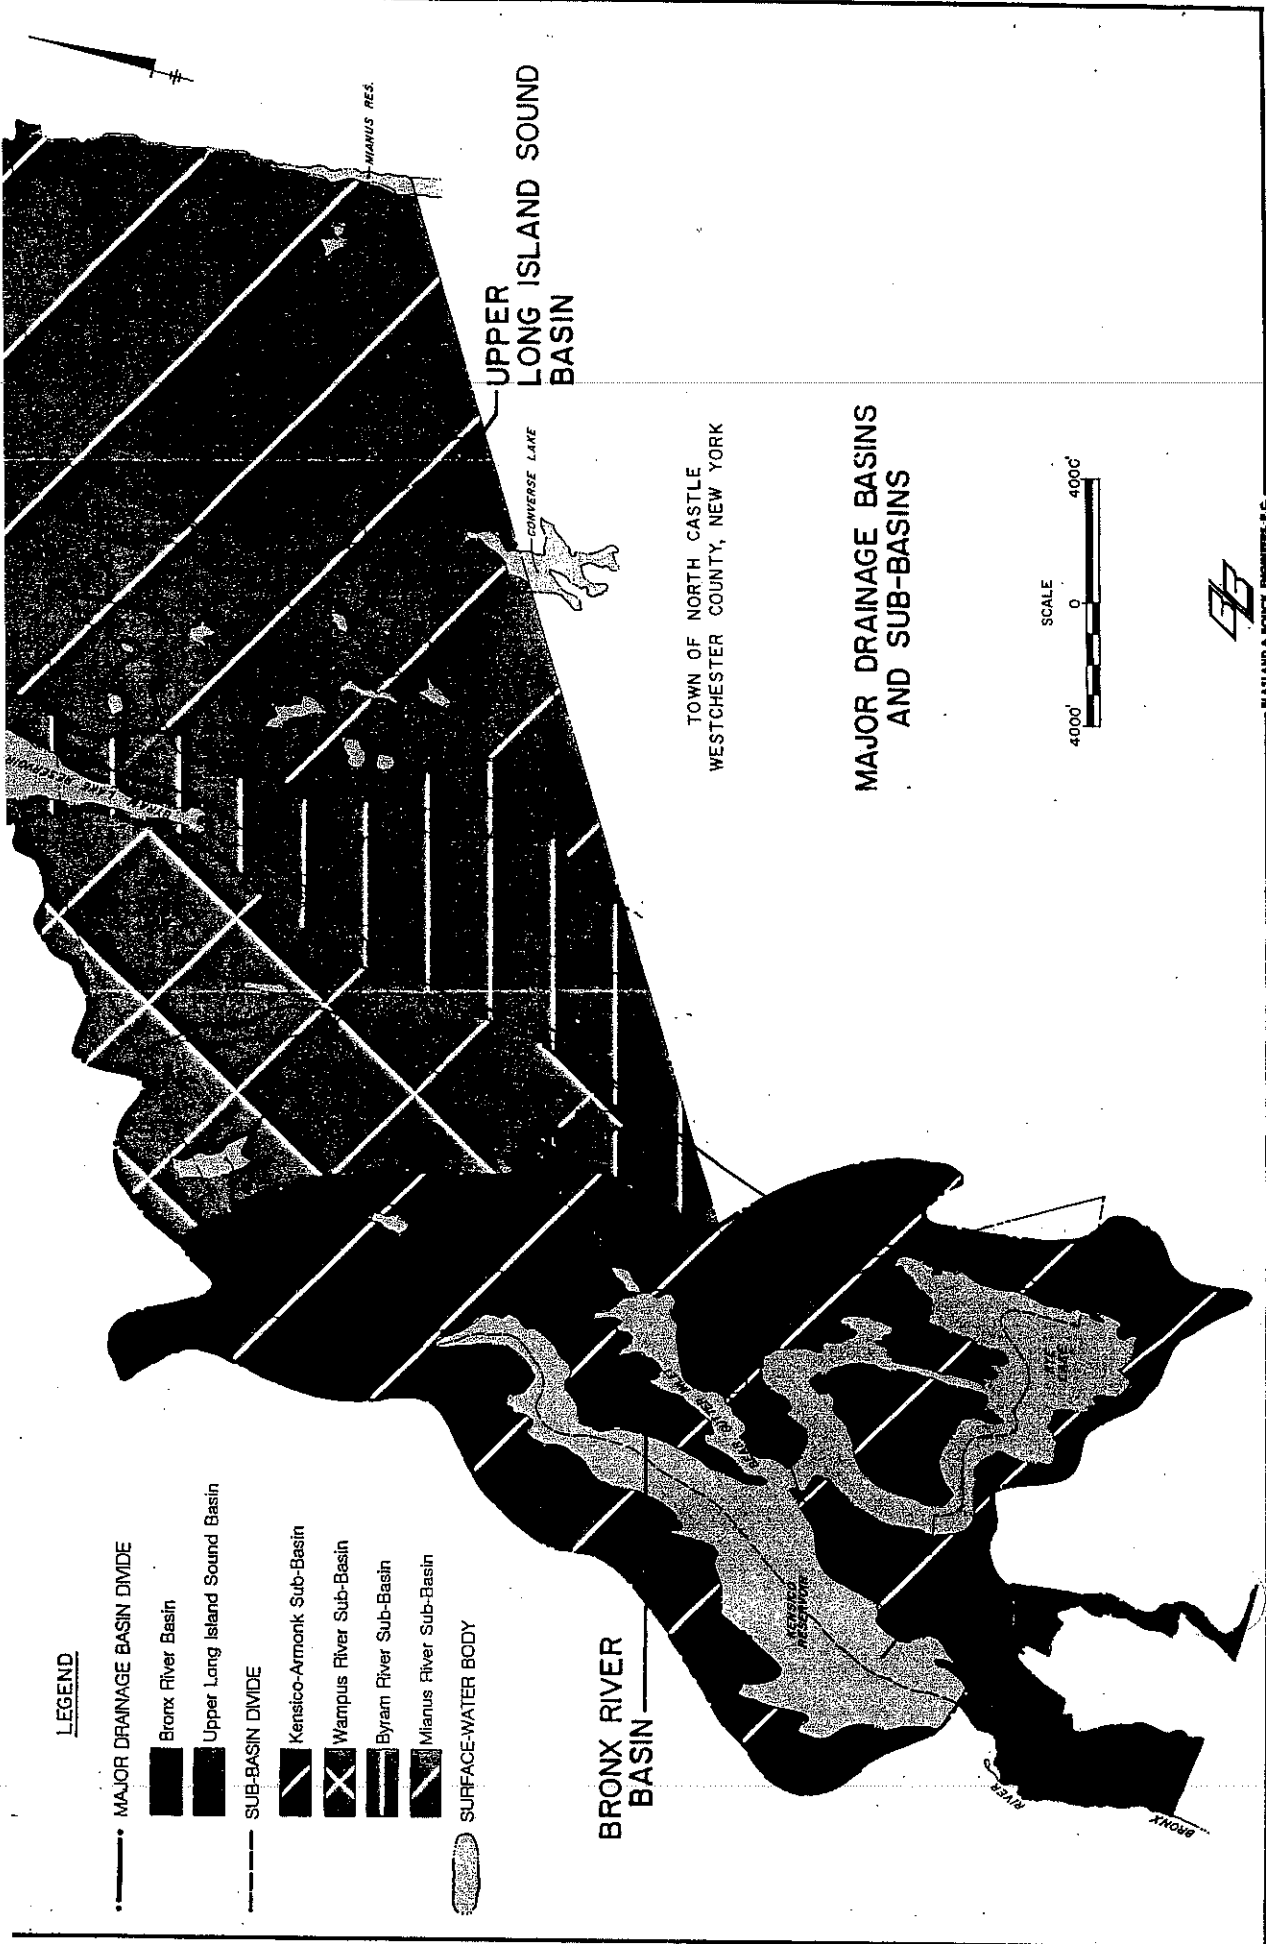 LEGEND
MAJOR DRAINAGE BASIN DIVIDE
Bronx River Basin
Upper Long Island Sound Basin
SUB-BASIN DIVIDE
Kensico-Armonk Sub-Basin
Wampus River Sub-Basin
Byram River Sub-Basin
Mianus River Sub-Basin
SURFACE-WATER BODY
BRONX RIVER
BASIN
BRONX
RIVER
KENSICO
RESERVOIR
MIANUS RES.
UPPER
LONG ISLAND SOUND
BASIN
CONVERSE LAKE
TOWN OF NORTH CASTLE
WESTCHESTER COUNTY, NEW YORK
MAJOR DRAINAGE BASINS
AND SUB-BASINS
SCALE
4000' 0 4000'